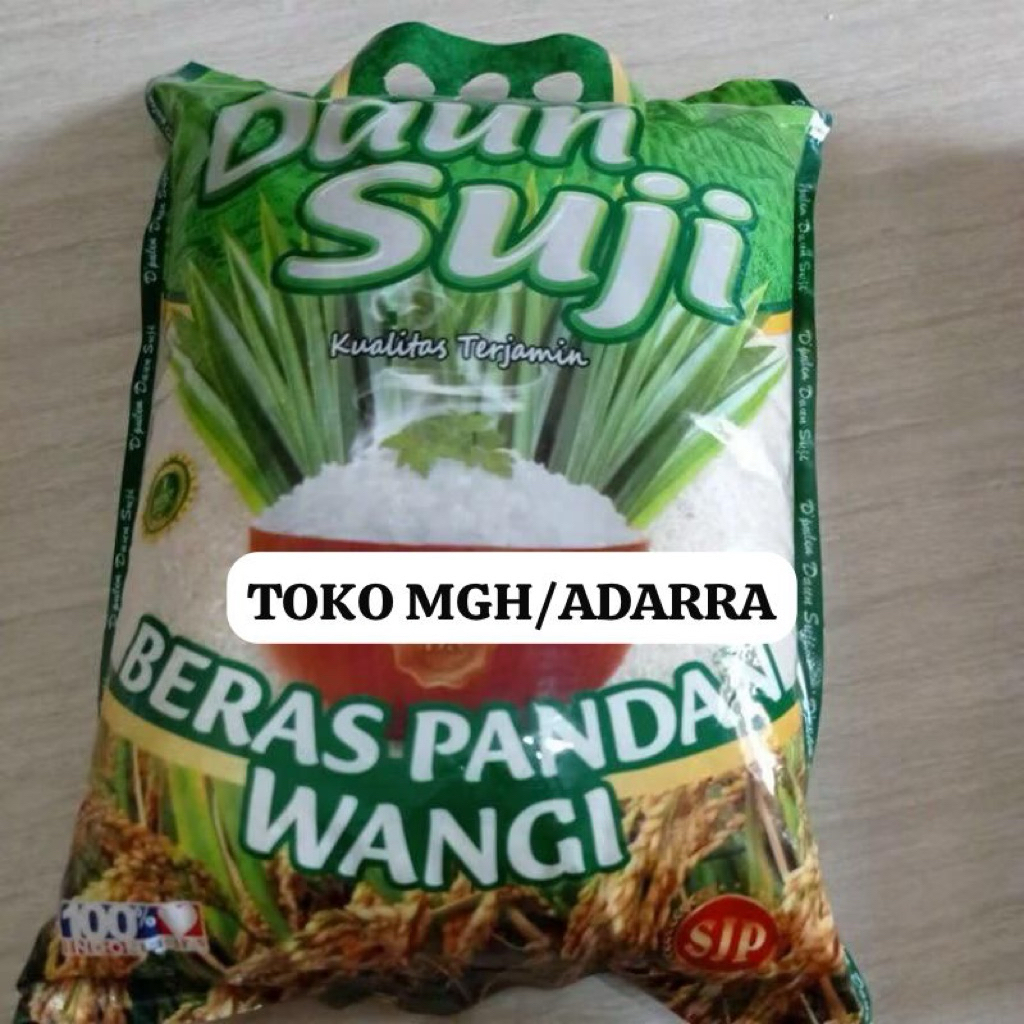 Daun
Suji
Kualitas Terjamin
TOKO MGH/ADARRA
BERAS PANDAN
WANGI
100%
SJP